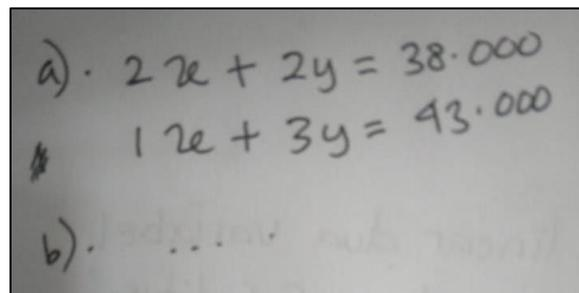 a). 2x + 2y = 38.000
1x + 3y = 43.000
b). ....